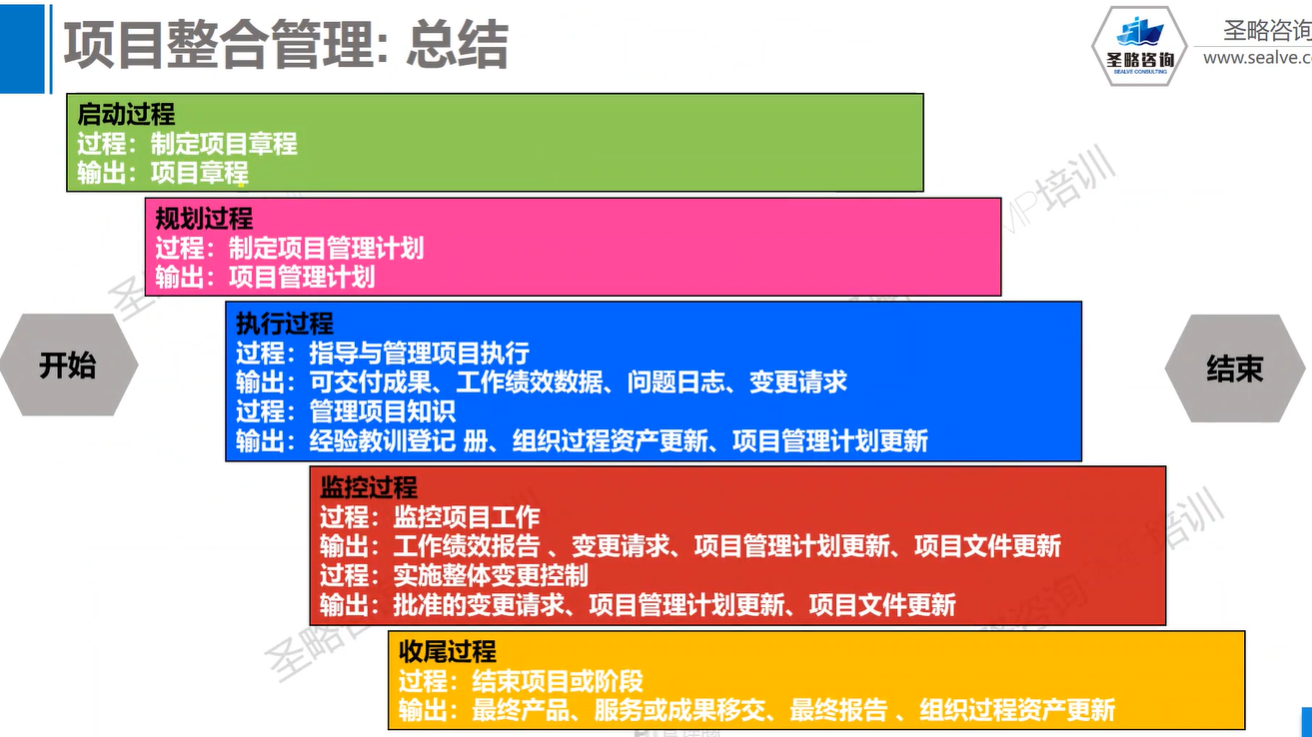 项目整合管理: 总结
圣略咨询
SEALVE CONSULTING
圣略咨询
www.sealve.c
启动过程
过程：制定项目章程
输出：项目章程
规划过程
过程：制定项目管理计划
输出：项目管理计划
开始
执行过程
过程：指导与管理项目执行
输出：可交付成果、工作绩效数据、问题日志、变更请求
过程：管理项目知识
输出：经验教训登记 册、组织过程资产更新、项目管理计划更新
结束
监控过程
过程：监控项目工作
输出：工作绩效报告 、变更请求、项目管理计划更新、项目文件更新
过程：实施整体变更控制
输出：批准的变更请求、项目管理计划更新、项目文件更新
收尾过程
过程：结束项目或阶段
输出：最终产品、服务或成果移交、最终报告 、组织过程资产更新
MP培训
培训
圣略